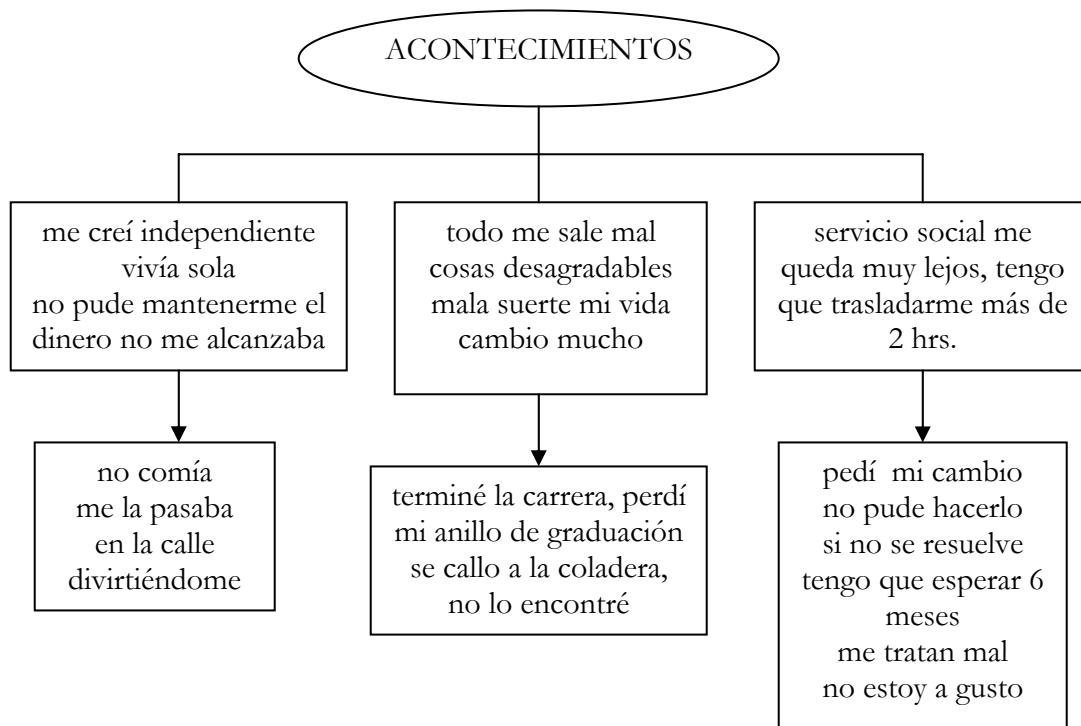 ACONTECIMIENTOS
me creí independiente
vivía sola
no pude mantenerme el
dinero no me alcanzaba
todo me sale mal
cosas desagradables
mala suerte mi vida
cambio mucho
servicio social me
queda muy lejos, tengo
que trasladarme más de
2 hrs.
no comía
me la pasaba
en la calle
divirtiéndome
terminé la carrera, perdí
mi anillo de graduación
se callo a la coladera,
no lo encontré
pedí mi cambio
no pude hacerlo
si no se resuelve
tengo que esperar 6
meses
me tratan mal
no estoy a gusto